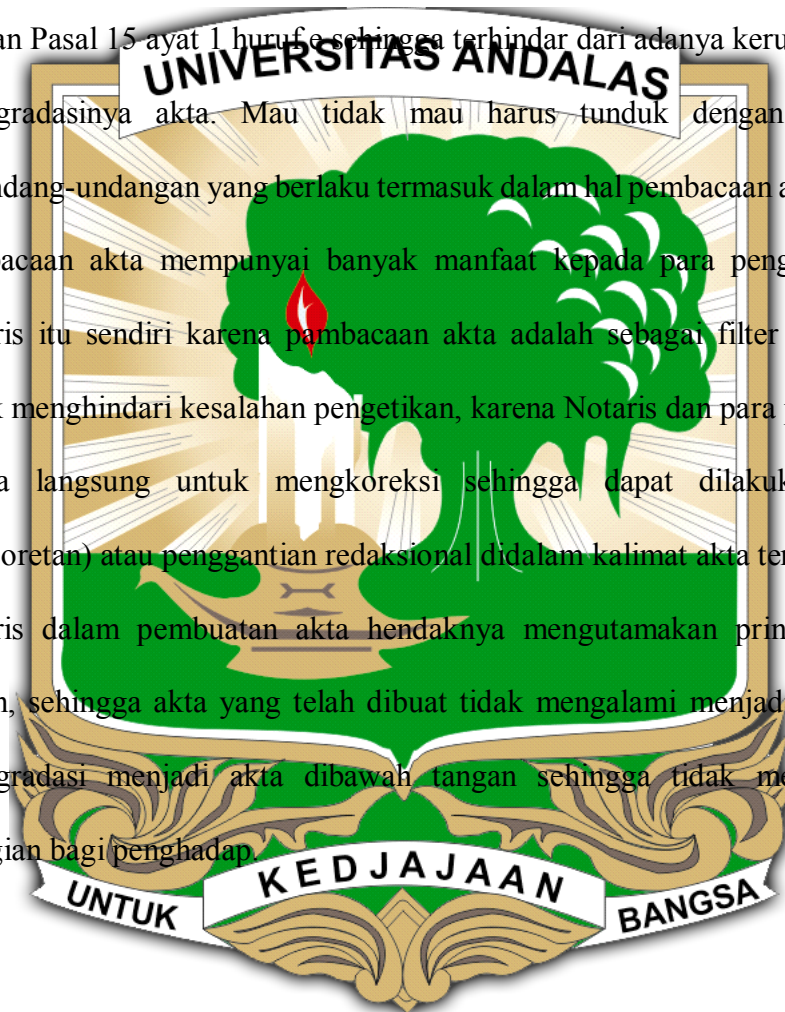 an Pasal 15 ayat 1 huruf e sehingga terhindar dari adanya keru
UNIVERSITAS ANDALAS
gradasinya akta. Mau tidak mau harus tunduk dengan
ndang-undangan yang berlaku termasuk dalam hal pembacaan a
bacaan akta mempunyai banyak manfaat kepada para peng
ris itu sendiri karena pambacaan akta adalah sebagai filter
k menghindari kesalahan pengetikan, karena Notaris dan para
a langsung untuk mengkoreksi sehingga dapat dilakuk
oretan) atau penggantian redaksional didalam kalimat akta ter
ris dalam pembuatan akta hendaknya mengutamakan prin
n, sehingga akta yang telah dibuat tidak mengalami menjad
gradasi menjadi akta dibawah tangan sehingga tidak me
gian bagi penghadap.
UNTUK KEDJAJAAN BANGSA